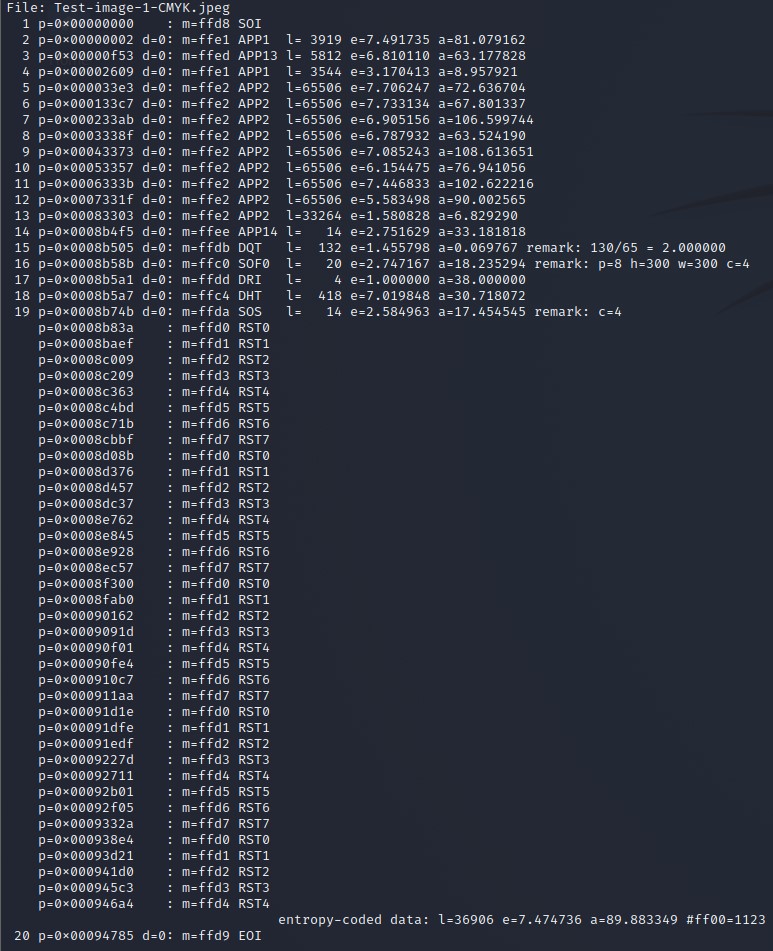 File: Test-image-1-CMYK.jpeg
  1 p=0×00000000    : m=ffd8 SOI
  2 p=0×00000002 d=0: m=ffe1 APP1  l= 3919 e=7.491735 a=81.079162
  3 p=0×00000f53 d=0: m=ffed APP13 l= 5812 e=6.810110 a=63.177828
  4 p=0×00002609 d=0: m=ffe1 APP1  l= 3544 e=3.170413 a=8.957921
  5 p=0×000033e3 d=0: m=ffe2 APP2  l=65506 e=7.706247 a=72.636704
  6 p=0×000133c7 d=0: m=ffe2 APP2  l=65506 e=7.733134 a=67.801337
  7 p=0×000233ab d=0: m=ffe2 APP2  l=65506 e=6.905156 a=106.599744
  8 p=0×0003338f d=0: m=ffe2 APP2  l=65506 e=6.787932 a=63.524190
  9 p=0×00043373 d=0: m=ffe2 APP2  l=65506 e=7.085243 a=108.613651
 10 p=0×00053357 d=0: m=ffe2 APP2  l=65506 e=6.154475 a=76.941056
 11 p=0×0006333b d=0: m=ffe2 APP2  l=65506 e=7.446833 a=102.622216
 12 p=0×0007331f d=0: m=ffe2 APP2  l=65506 e=5.583498 a=90.002565
 13 p=0×00083303 d=0: m=ffe2 APP2  l=33264 e=1.580828 a=6.829290
 14 p=0×0008b4f5 d=0: m=ffee APP14 l=   14 e=2.751629 a=33.181818
 15 p=0×0008b505 d=0: m=ffdb DQT   l=  132 e=1.455798 a=0.069767 remark: 130/65 = 2.000000
 16 p=0×0008b58b d=0: m=ffc0 SOF0  l=   20 e=2.747167 a=18.235294 remark: p=8 h=300 w=300 c=4
 17 p=0×0008b5a1 d=0: m=ffdd DRI   l=    4 e=1.000000 a=38.000000
 18 p=0×0008b5a7 d=0: m=ffc4 DHT   l=  418 e=7.019848 a=30.718072
 19 p=0×0008b74b d=0: m=ffda SOS   l=   14 e=2.584963 a=17.454545 remark: c=4
    p=0×0008b83a    : m=ffd0 RST0
    p=0×0008baef    : m=ffd1 RST1
    p=0×0008c009    : m=ffd2 RST2
    p=0×0008c209    : m=ffd3 RST3
    p=0×0008c363    : m=ffd4 RST4
    p=0×0008c4bd    : m=ffd5 RST5
    p=0×0008c71b    : m=ffd6 RST6
    p=0×0008cbbf    : m=ffd7 RST7
    p=0×0008d08b    : m=ffd0 RST0
    p=0×0008d376    : m=ffd1 RST1
    p=0×0008d457    : m=ffd2 RST2
    p=0×0008dc37    : m=ffd3 RST3
    p=0×0008e762    : m=ffd4 RST4
    p=0×0008e845    : m=ffd5 RST5
    p=0×0008e928    : m=ffd6 RST6
    p=0×0008ec57    : m=ffd7 RST7
    p=0×0008f300    : m=ffd0 RST0
    p=0×0008fab0    : m=ffd1 RST1
    p=0×00090162    : m=ffd2 RST2
    p=0×0009091d    : m=ffd3 RST3
    p=0×00090f01    : m=ffd4 RST4
    p=0×00090fe4    : m=ffd5 RST5
    p=0×000910c7    : m=ffd6 RST6
    p=0×000911aa    : m=ffd7 RST7
    p=0×00091d1e    : m=ffd0 RST0
    p=0×00091dfe    : m=ffd1 RST1
    p=0×00091edf    : m=ffd2 RST2
    p=0×0009227d    : m=ffd3 RST3
    p=0×00092711    : m=ffd4 RST4
    p=0×00092b01    : m=ffd5 RST5
    p=0×00092f05    : m=ffd6 RST6
    p=0×0009332a    : m=ffd7 RST7
    p=0×000938e4    : m=ffd0 RST0
    p=0×00093d21    : m=ffd1 RST1
    p=0×000941d0    : m=ffd2 RST2
    p=0×000945c3    : m=ffd3 RST3
    p=0×000946a4    : m=ffd4 RST4
                                  entropy-coded data: l=36906 e=7.474736 a=89.883349 #ff00=1123
 20 p=0×00094785 d=0: m=ffd9 EOI